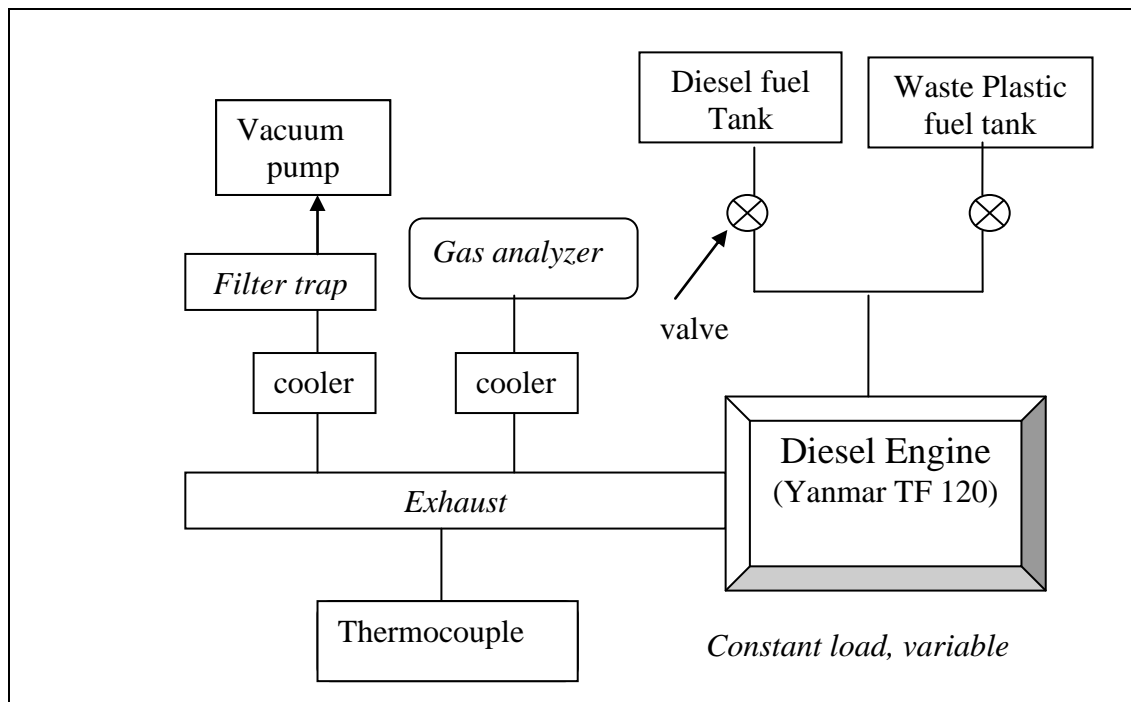 Diesel fuel
Tank
Waste Plastic
fuel tank
Vacuum
pump
Gas analyzer
Filter trap
valve
cooler
cooler
Diesel Engine
(Yanmar TF 120)
Exhaust
Thermocouple
Constant load, variable